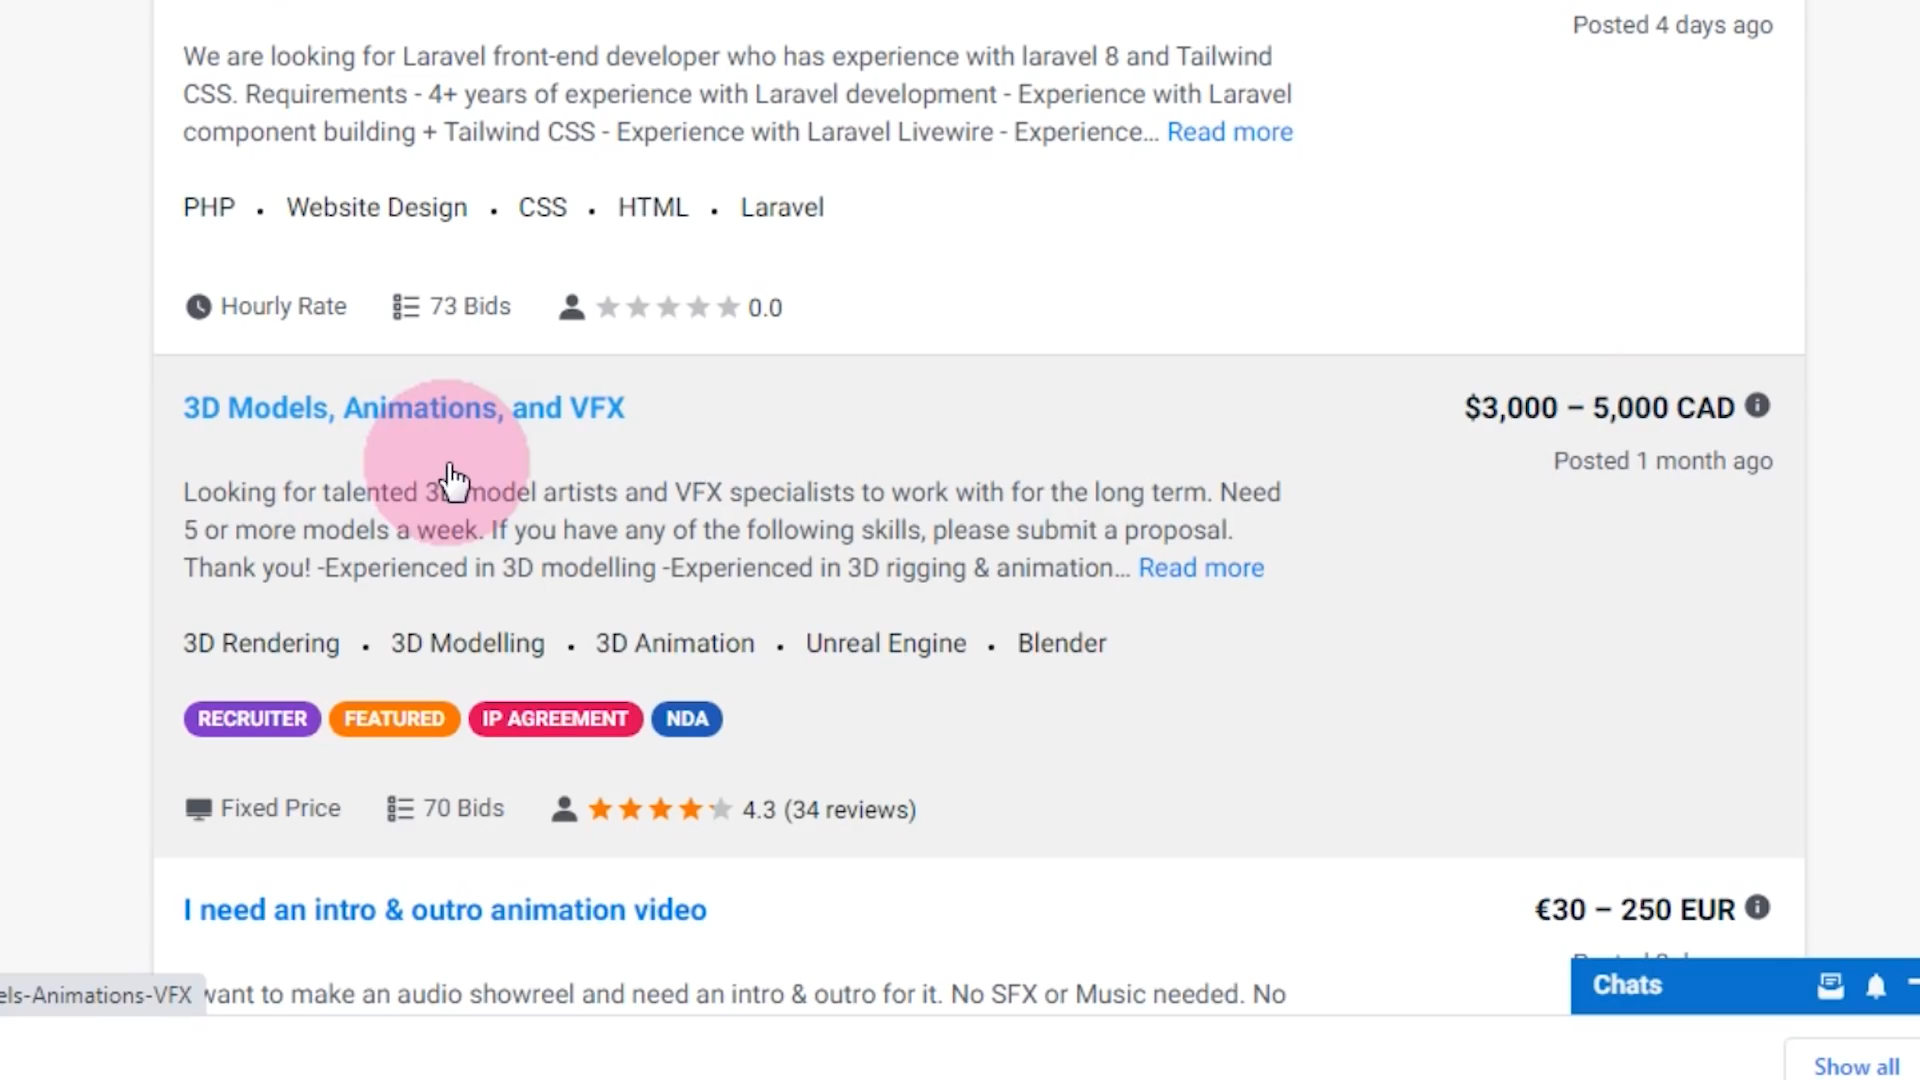 Posted 4 days ago
We are looking for Laravel front-end developer who has experience with laravel 8 and Tailwind
CSS. Requirements - 4+ years of experience with Laravel development - Experience with Laravel
component building + Tailwind CSS - Experience with Laravel Livewire - Experience... Read more
PHP . Website Design . CSS . HTML . Laravel
Hourly Rate 73 Bids 0.0
3D Models, Animations, and VFX $3,000 – 5,000 CAD
Posted 1 month ago
Looking for talented 3D model artists and VFX specialists to work with for the long term. Need
5 or more models a week. If you have any of the following skills, please submit a proposal.
Thank you! -Experienced in 3D modelling -Experienced in 3D rigging & animation... Read more
3D Rendering . 3D Modelling . 3D Animation . Unreal Engine . Blender
RECRUITER FEATURED IP AGREEMENT NDA
Fixed Price 70 Bids 4.3 (34 reviews)
I need an intro & outro animation video €30 – 250 EUR
els-Animations-VFX want to make an audio showreel and need an intro & outro for it. No SFX or Music needed. No
Chats
Show all